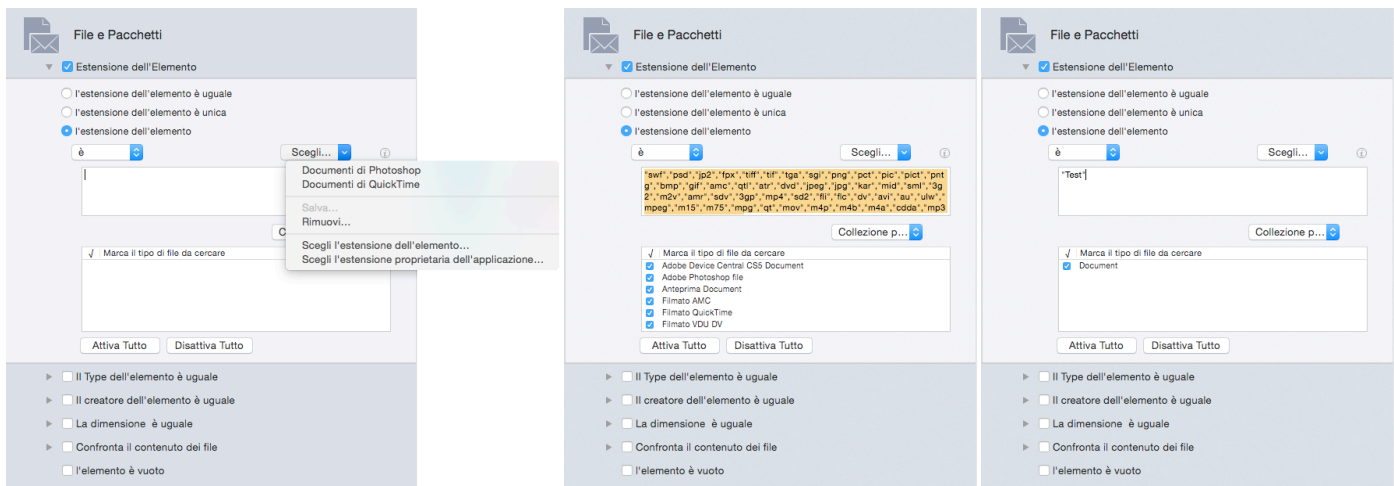 File e Pacchetti
Estensione dell'Elemento
l'estensione dell'elemento è uguale
l'estensione dell'elemento è unica
l'estensione dell'elemento
è
Scegli...
Documenti di Photoshop
Documenti di QuickTime
Salva...
Rimuovi...
Scegli l'estensione dell'elemento...
Scegli l'estensione proprietaria dell'applicazione...
C
√ Marca il tipo di file da cercare
Attiva Tutto Disattiva Tutto
Il Type dell'elemento è uguale
Il creatore dell'elemento è uguale
La dimensione è uguale
Confronta il contenuto dei file
l'elemento è vuoto
File e Pacchetti
Estensione dell'Elemento
l'estensione dell'elemento è uguale
l'estensione dell'elemento è unica
l'estensione dell'elemento
è
Scegli...
"swf","psd","jp2","fpx","tiff","tif","tga","sgi","png","pct","pic","pict","pnt
g","bmp","gif","amc","qtl","atr","dvd","jpeg","jpg","kar","mid","sml","3g
2","m2v","amr","sdv","3gp","mp4","sd2","fli","flc","dv","avi","au","ulw",
"mpeg","m15","m75","mpg","qt","mov","m4p","m4b","m4a","cdda","mp3
Collezione p...
√ Marca il tipo di file da cercare
Adobe Device Central CS5 Document
Adobe Photoshop file
Anteprima Document
Filmato AMC
Filmato QuickTime
Filmato VDU DV
Attiva Tutto Disattiva Tutto
Il Type dell'elemento è uguale
Il creatore dell'elemento è uguale
La dimensione è uguale
Confronta il contenuto dei file
l'elemento è vuoto
File e Pacchetti
Estensione dell'Elemento
l'estensione dell'elemento è uguale
l'estensione dell'elemento è unica
l'estensione dell'elemento
è
Scegli...
"Test"
Collezione p...
√ Marca il tipo di file da cercare
Document
Attiva Tutto Disattiva Tutto
Il Type dell'elemento è uguale
Il creatore dell'elemento è uguale
La dimensione è uguale
Confronta il contenuto dei file
l'elemento è vuoto